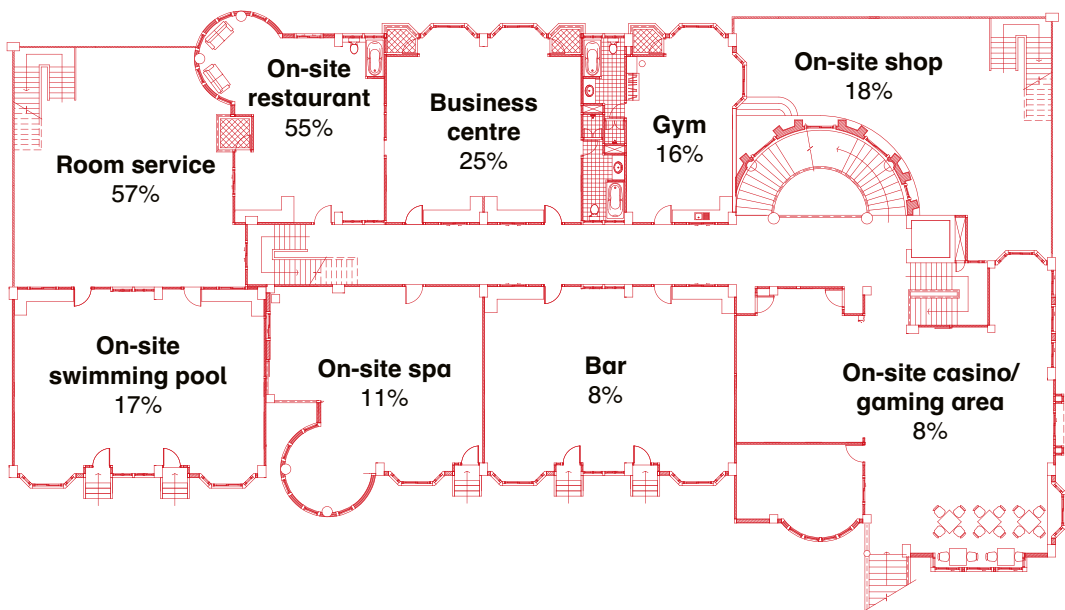 On-site
restaurant
55%
Business
centre
25%
Gym
16%
On-site shop
18%
Room service
57%
On-site
swimming pool
17%
On-site spa
11%
Bar
8%
On-site casino/
gaming area
8%